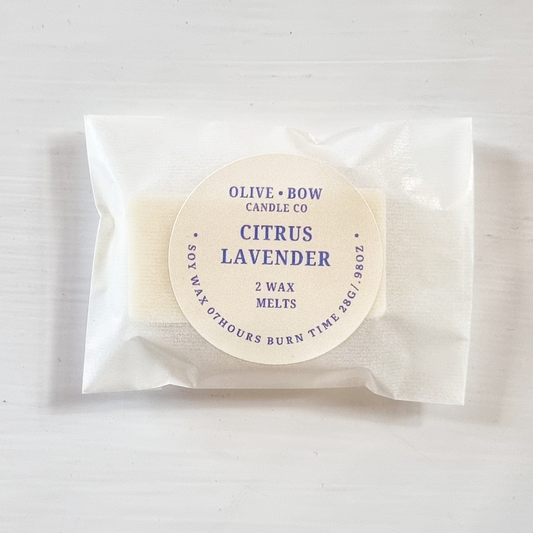 OLIVE • BOW
CANDLE CO
CITRUS
LAVENDER
2 WAX
MELTS
• SOY WAX 07HOURS BURN TIME 28G/.98OZ •